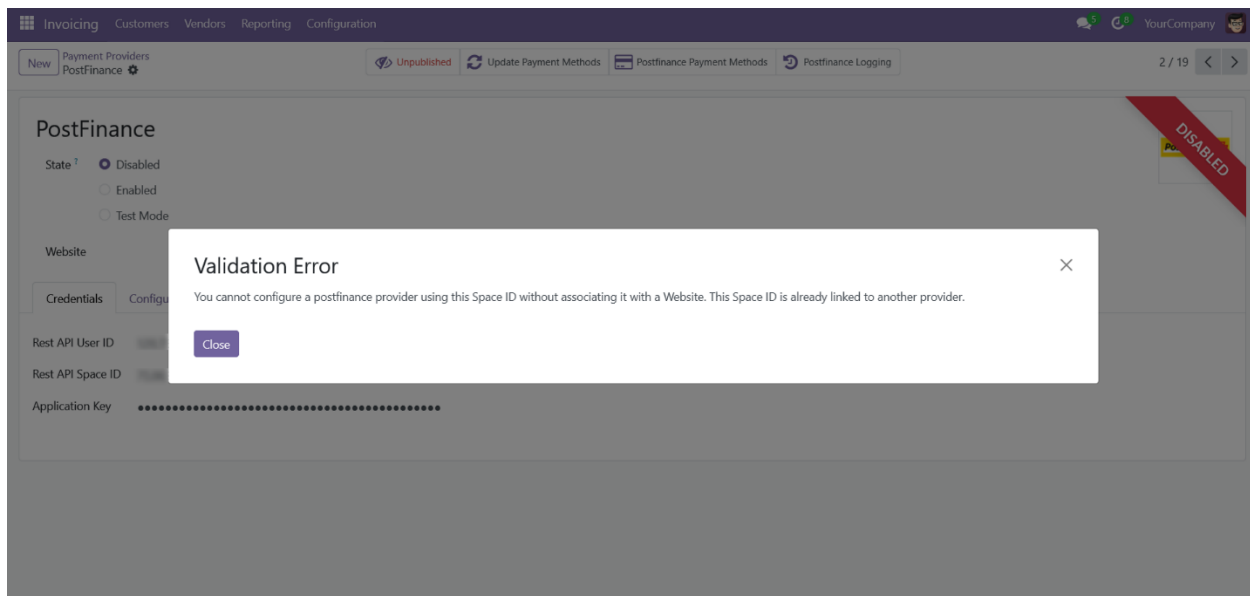 Invoicing Customers Vendors Reporting Configuration 5 8 YourCompany
New Payment Providers Unpublished Update Payment Methods Postfinance Payment Methods Postfinance Logging 2 / 19
PostFinance
PostFinance
DISABLED
State ? Disabled
Enabled
Test Mode
Website
Validation Error
Credentials
You cannot configure a postfinance provider using this Space ID without associating it with a Website. This Space ID is already linked to another provider.
Rest API User ID
Close
Rest API Space ID
Application Key